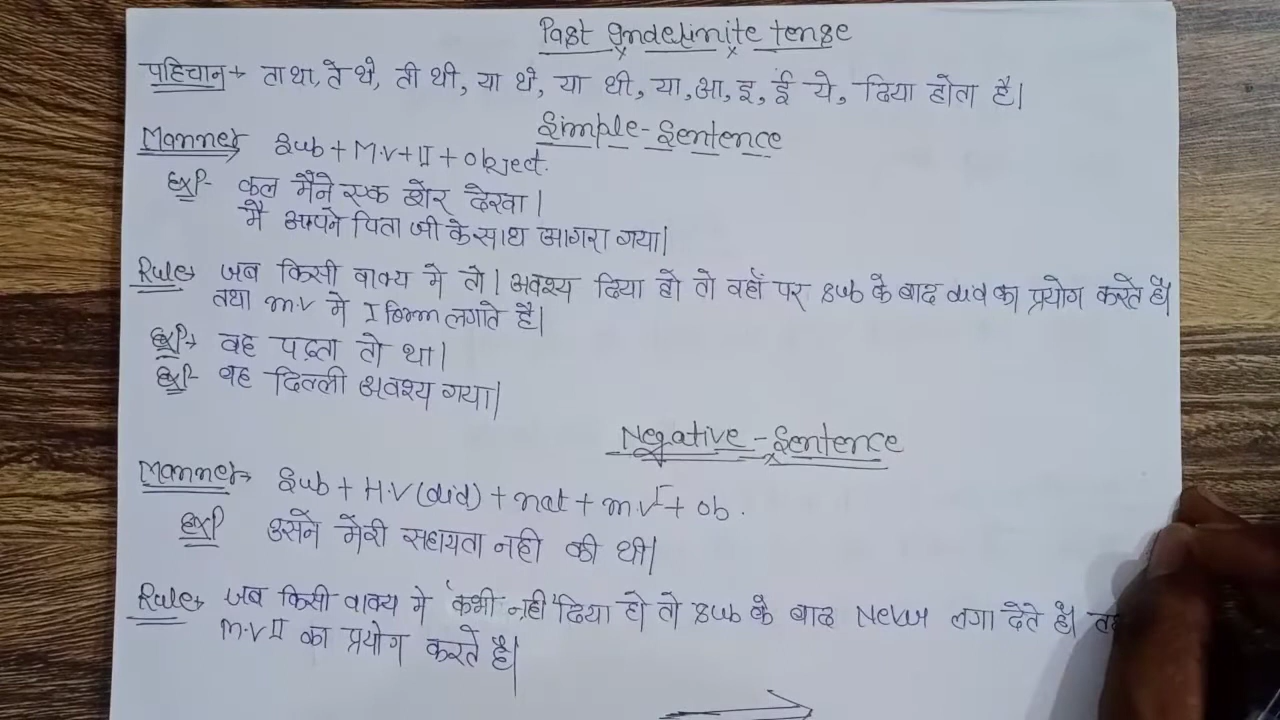 Past Indefinite tense
पहिचान → ता था, ते थे, ती थी, या थे, या थी, या, आ, इ, ई ये, दिया होता है।
Simple-Sentence
Manner Sub + M.V + II + object.
Exp- कल मैने एक शेर देखा।
मै अपने पिता जी के साथ आगरा गया।
Rule→ जब किसी वाक्य मे तो। अवश्य दिया हो तो वहाँ पर sub के बाद did का प्रयोग करते है।
तथा m.v मे I form लगाते है।
Exp→ वह पढ़ता तो था।
Exp- वह दिल्ली अवश्य गया।
Negative-Sentence
Manner→ Sub + H.V (did) + not + m.v I + ob.
Exp उसने मेरी सहायता नही की थी।
Rule→ जब किसी वाक्य मे 'कभी नही' दिया हो तो sub के बाद Never लगा देते है।
m.v II का प्रयोग करते है।